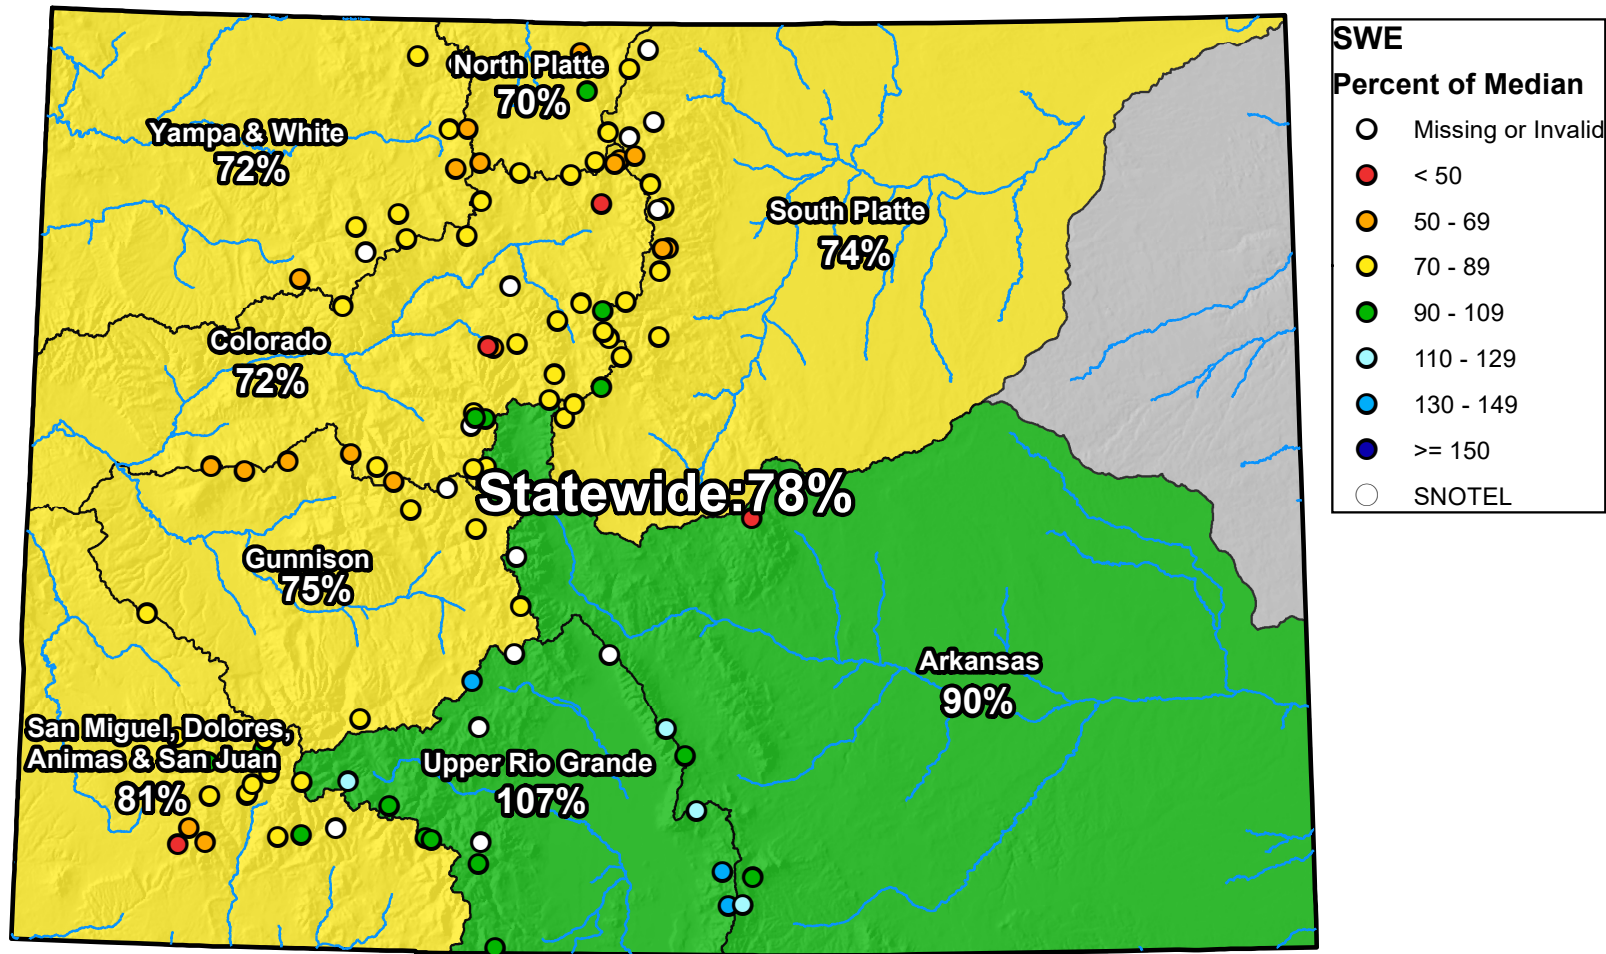 North Platte
70%
Yampa & White
72%
South Platte
74%
Colorado
72%
Statewide:78%
Gunnison
75%
Arkansas
90%
San Miguel, Dolores,
Animas & San Juan
81%
Upper Rio Grande
107%
SWE
Percent of Median
Missing or Invalid
< 50
50 - 69
70 - 89
90 - 109
110 - 129
130 - 149
>= 150
SNOTEL